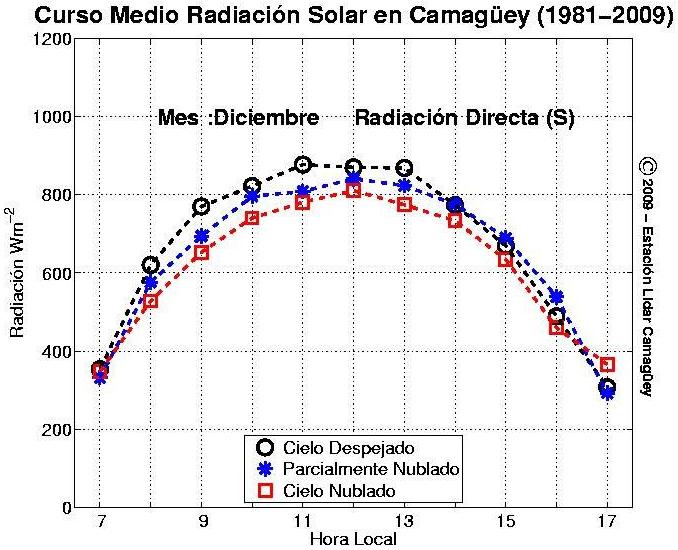 Curso Medio Radiación Solar en Camagüey (1981−2009)
1200
1000
800
600
400
200
0
Radiación Wm−2
Mes :Diciembre Radiación Directa (S)
© 2009 − Estación Lidar Camagüey
Cielo Despejado
Parcialmente Nublado
Cielo Nublado
7 9 11 13 15 17
Hora Local